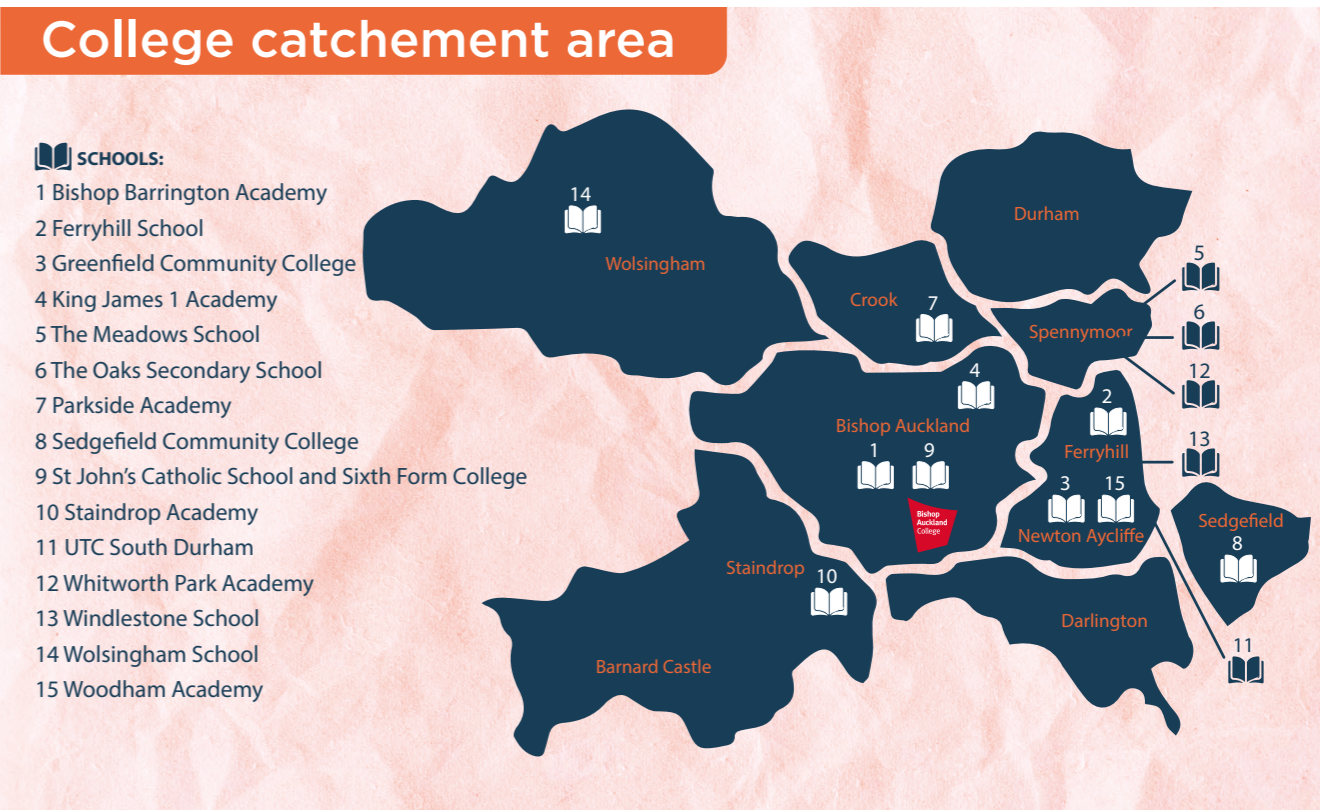 College catchement area
SCHOOLS:
1 Bishop Barrington Academy
2 Ferryhill School
3 Greenfield Community College
4 King James 1 Academy
5 The Meadows School
6 The Oaks Secondary School
7 Parkside Academy
8 Sedgefield Community College
9 St John's Catholic School and Sixth Form College
10 Staindrop Academy
11 UTC South Durham
12 Whitworth Park Academy
13 Windlestone School
14 Wolsingham School
15 Woodham Academy
14
Wolsingham
Durham
Crook
7
5
Spennymoor
6
12
4
Bishop Auckland
1
9
Bishop
Auckland
College
2
Ferryhill
13
3
15
Newton Aycliffe
Sedgefield
8
Staindrop
10
Barnard Castle
Darlington
11